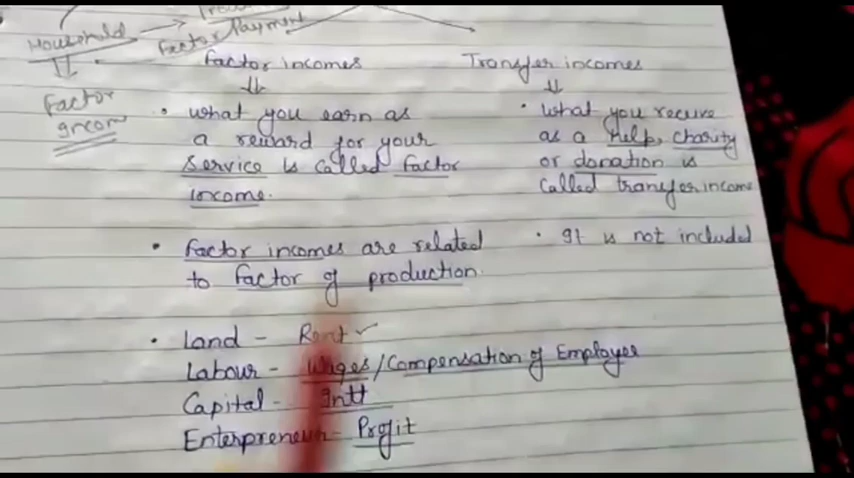 Household
Factor Payment
Factor
Incom
Factor incomes
• what you earn as
a reward for your
service is called factor
income.
• Factor incomes are related
to factor of production.
• Land - Rent ✓
Labour - Wages/Compensation of Employee
Capital - Intt
Enterpreneur - Profit
Transfer incomes
• what you receive
as a Help, charity
or donation is
called transfer income
• It is not included